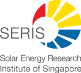 SERIS
Solar Energy Research
Institute of Singapore